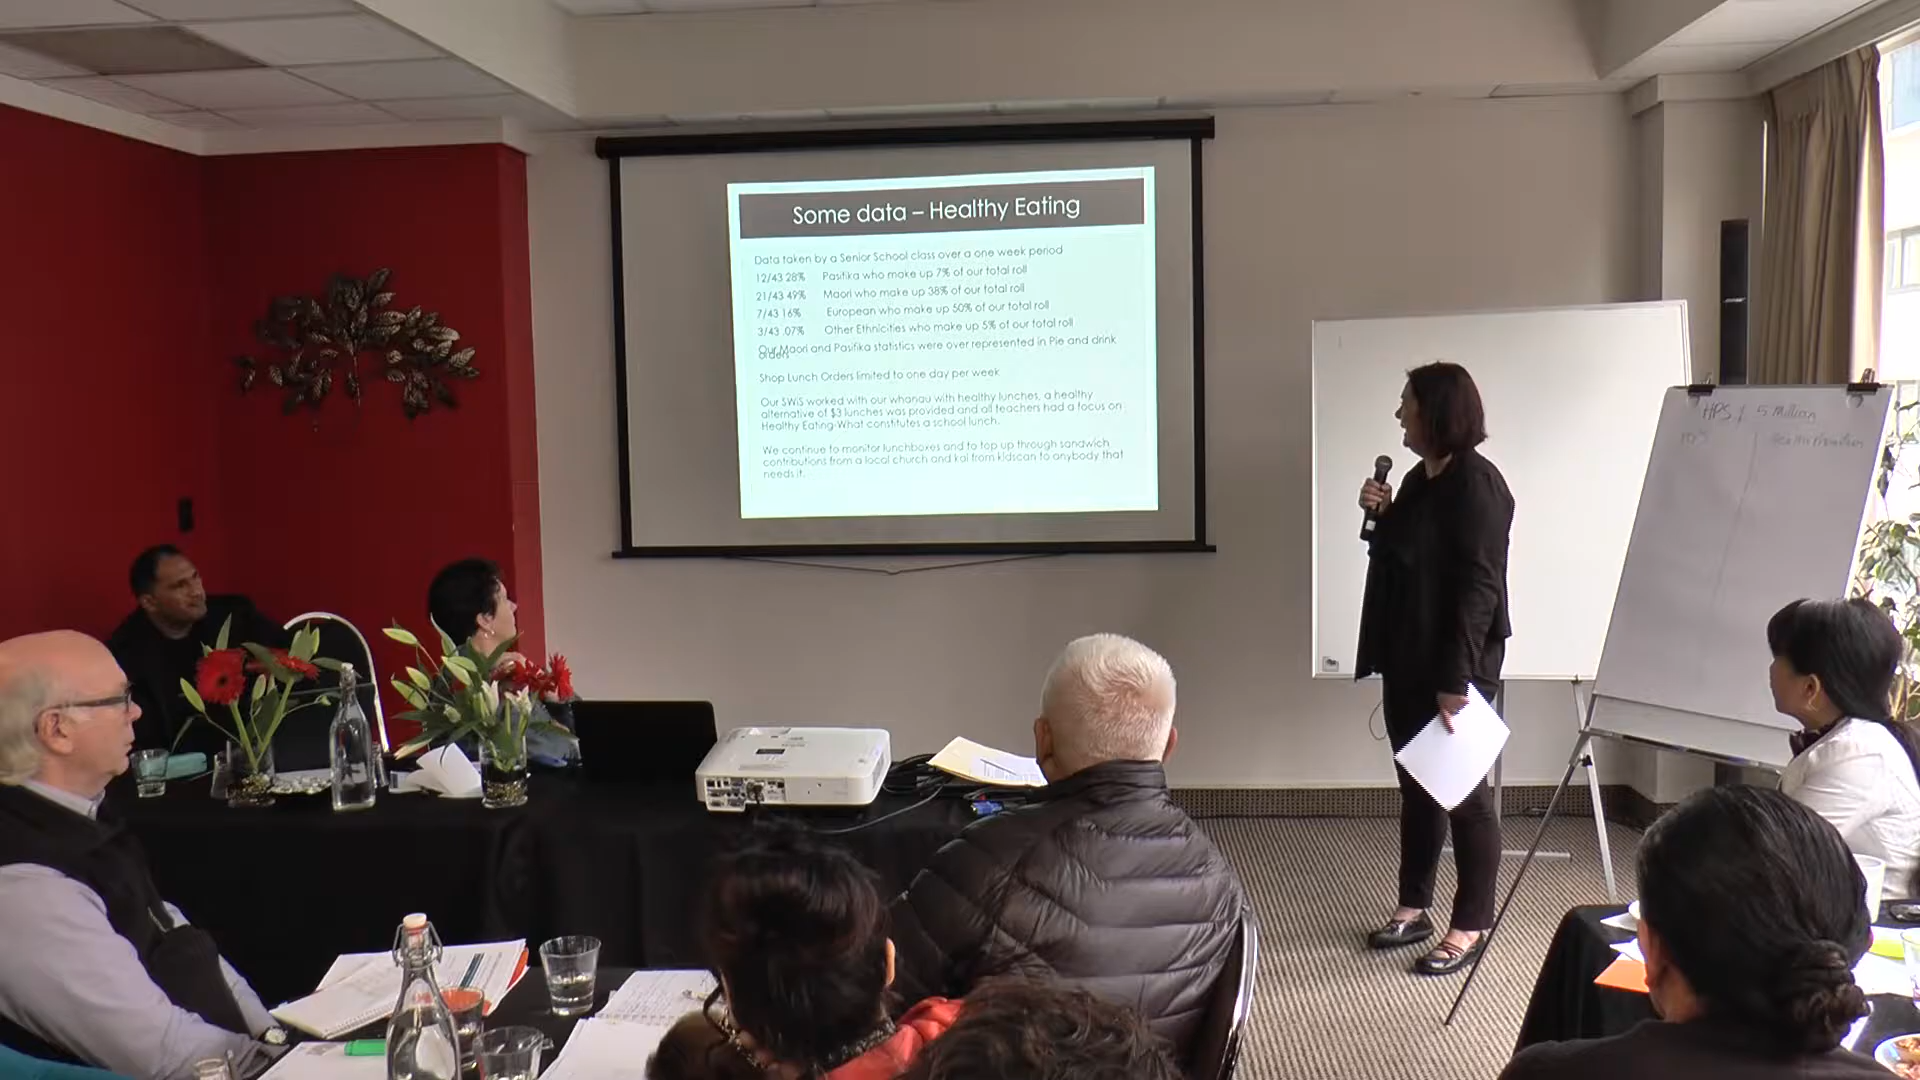 Some data – Healthy Eating
Data taken by a Senior School class over a one week period
12/43 28% Pasifika who make up 7% of our total roll
21/43 49% Maori who make up 38% of our total roll
7/43 16% European who make up 50% of our total roll
3/43 .07% Other Ethnicities who make up 5% of our total roll
Our Maori and Pasifika statistics were over represented in Pie and drink
orders
Shop Lunch Orders limited to one day per week
Our SWiS worked with our whanau with healthy lunches, a healthy
alternative of $3 lunches was provided and all teachers had a focus on
Healthy Eating-What constitutes a school lunch.
We continue to monitor lunchboxes and to top up through sandwich
contributions from a local church and kai from kidscan to anybody that
needs it.
HPS 5 Million